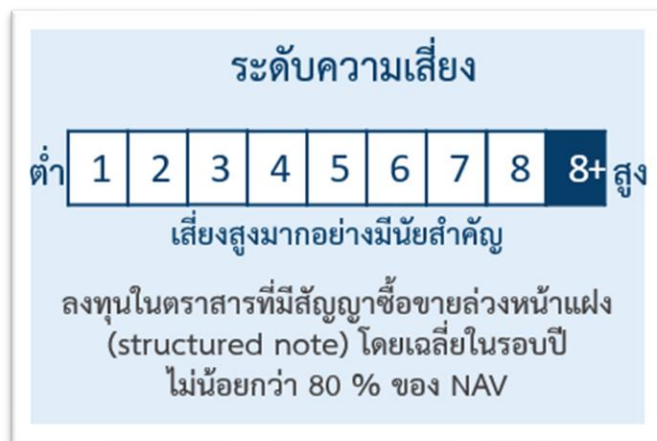 ระดับความเสี่ยง
ต่ำ 1 2 3 4 5 6 7 8 8+ สูง
เสี่ยงสูงมากอย่างมีนัยสำคัญ
ลงทุนในตราสารที่มีสัญญาซื้อขายล่วงหน้าแฝง
(structured note) โดยเฉลี่ยในรอบปี
ไม่น้อยกว่า 80 % ของ NAV